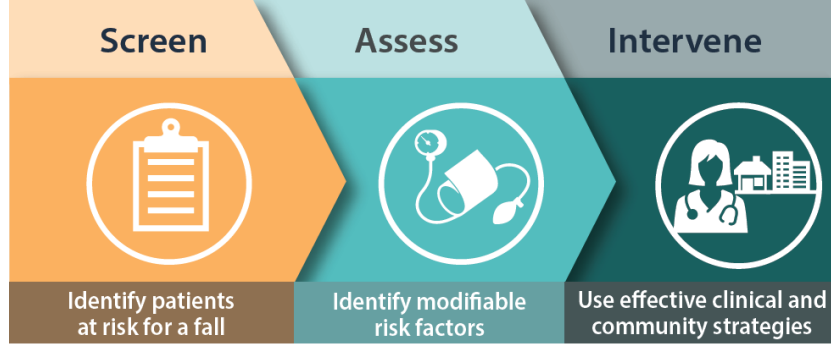 Screen
Assess
Intervene
Identify patients
at risk for a fall
Identify modifiable
risk factors
Use effective clinical and
community strategies